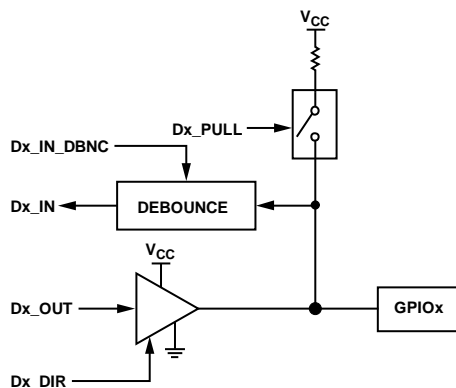 VCC
Dx_PULL
Dx_IN_DBNC
Dx_IN
DEBOUNCE
VCC
Dx_OUT
GPIOx
Dx_DIR